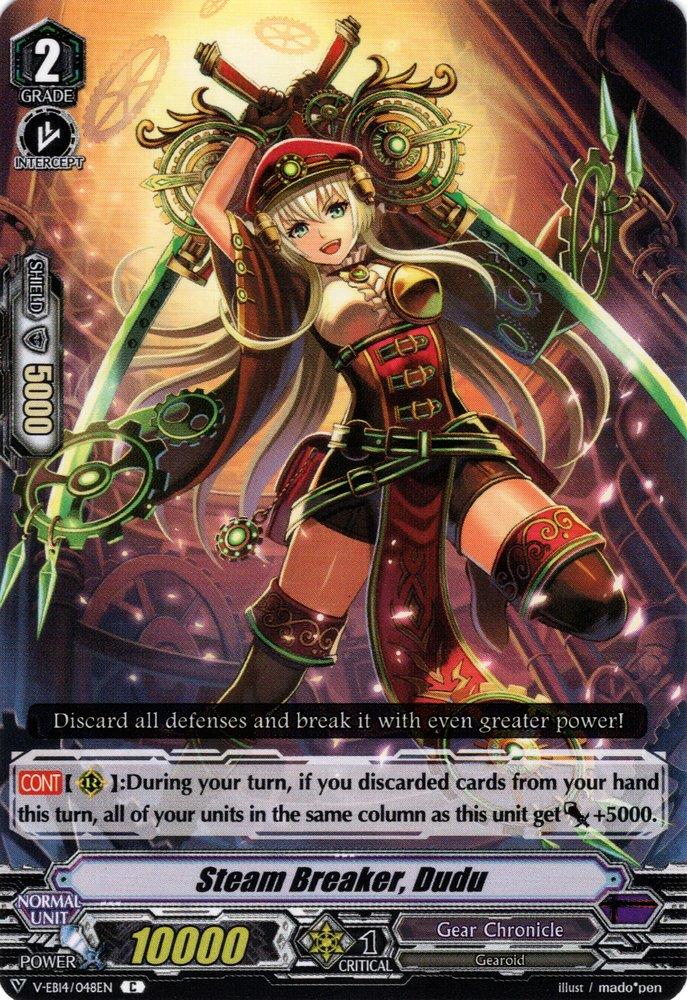 2
GRADE
INTERCEPT
SHIELD
5000
Discard all defenses and break it with even greater power!
CONT【R】:During your turn, if you discarded cards from your hand
this turn, all of your units in the same column as this unit get +5000.
Steam Breaker, Dudu
NORMAL
UNIT
POWER
10000
1
CRITICAL
Gear Chronicle
Gearoid
V-EB14/048EN C
illust / mado*pen